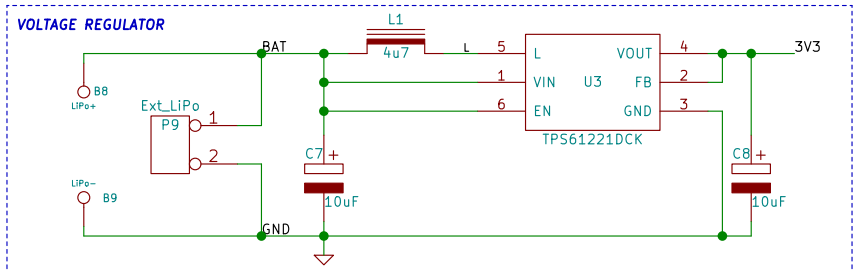 VOLTAGE REGULATOR
L1
4u7
BAT
L
5
L
VOUT
4
3V3
1
VIN
U3
FB
2
6
EN
GND
3
TPS61221DCK
B8
LiPo+
Ext_LiPo
P9
1
2
LiPo-
B9
C7
+
10uF
C8
+
10uF
GND